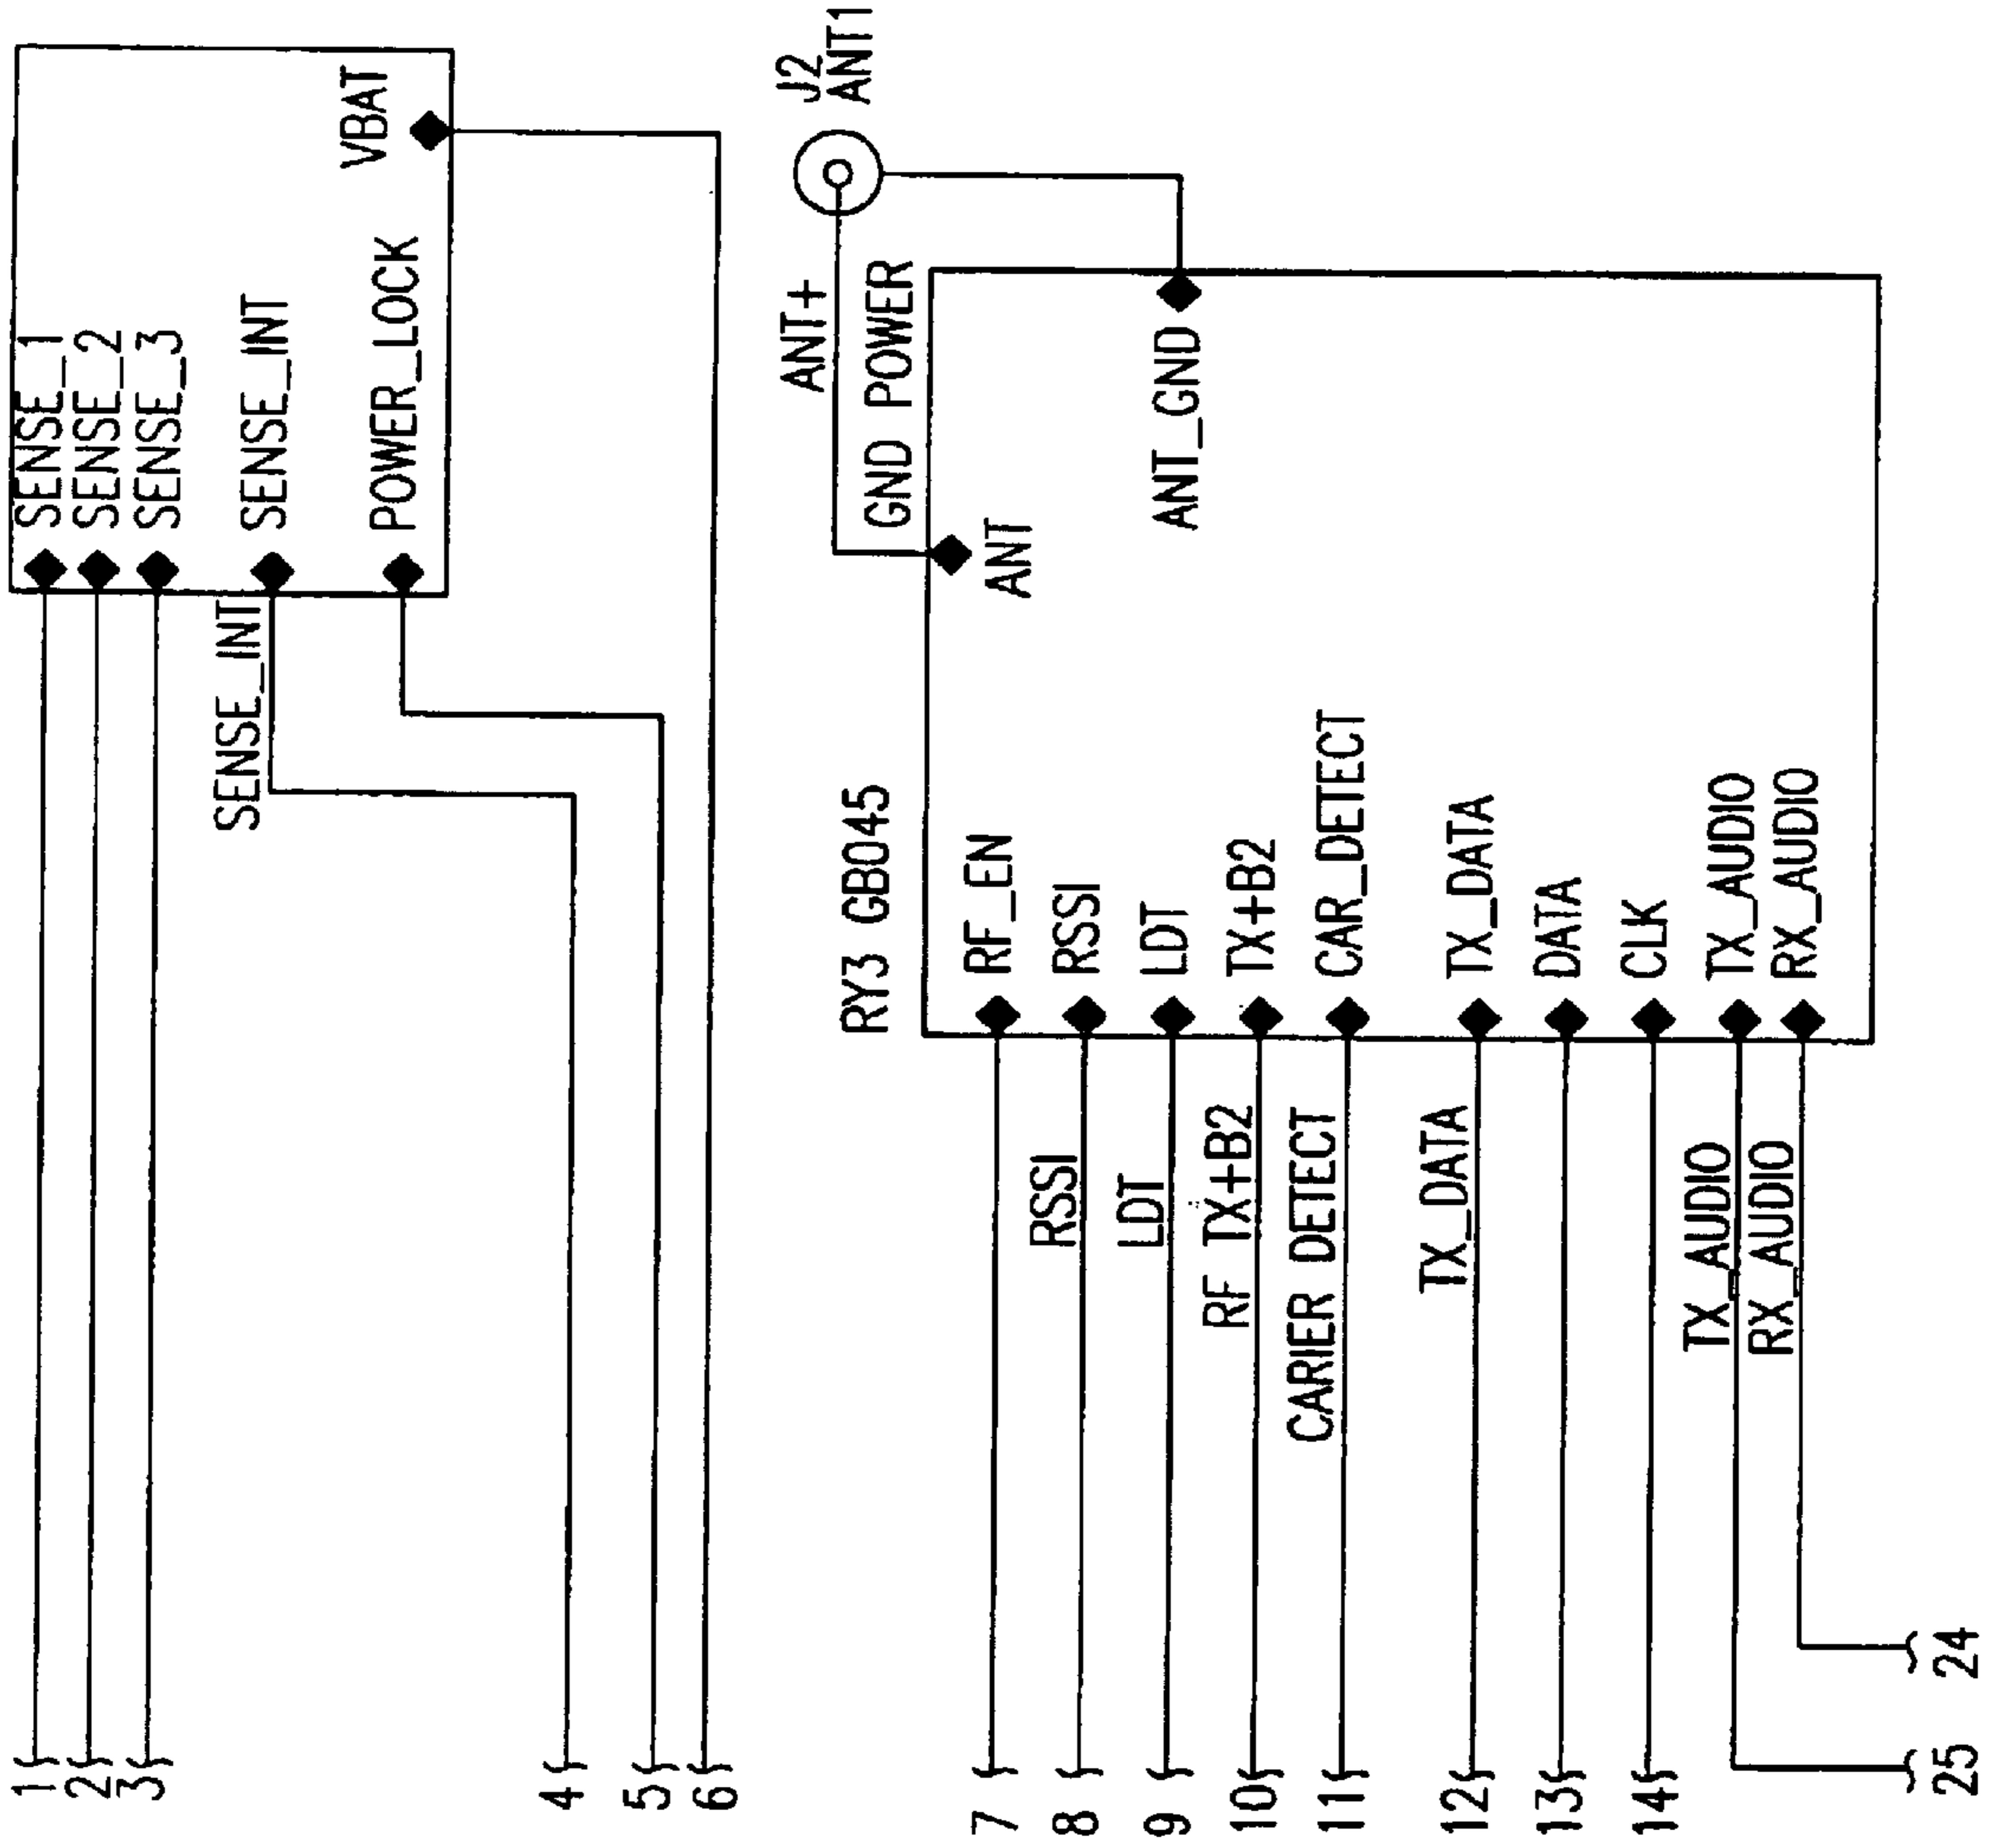 SENSE_1
SENSE_2
SENSE_3
SENSE_INT
POWER_LOCK
VBAT
SENSE_INT
1
2
3
4
5
6
J2
ANT1
ANT+
GND POWER
RY3 GB045
ANT
ANT_GND
RF_EN
RSSI
LDT
TX+B2
CAR_DETECT
TX_DATA
DATA
CLK
TX_AUDIO
RX_AUDIO
RSSI
LDT
RF TX+B2
CARIER DETECT
TX_DATA
TX_AUDIO
RX_AUDIO
7
8
9
10
11
12
13
14
25
24